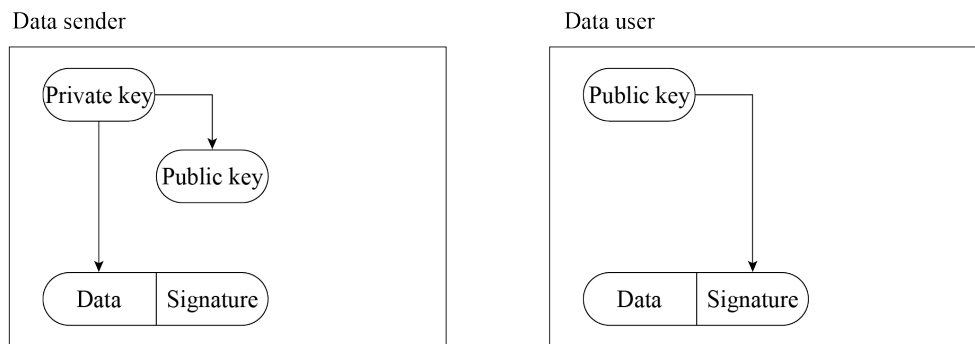 Data sender
Private key
Public key
Data
Signature
Data user
Public key
Data
Signature